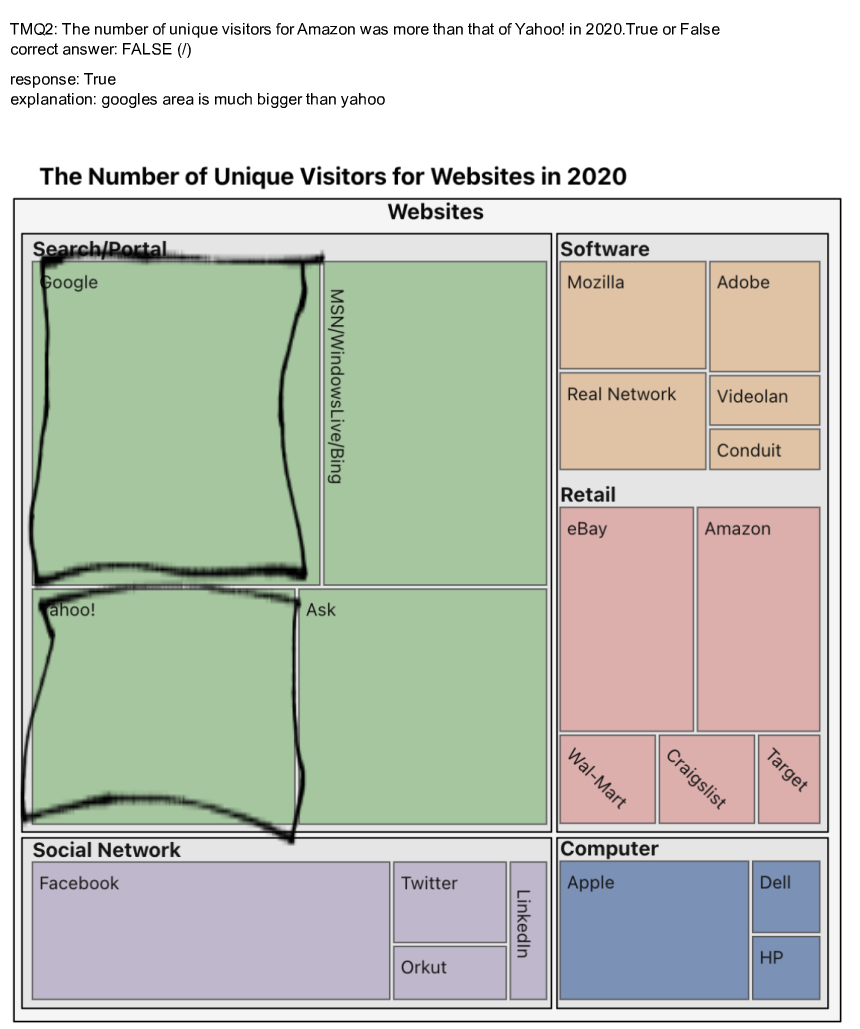 TMQ2: The number of unique visitors for Amazon was more than that of Yahoo! in 2020.True or False
correct answer: FALSE (/)
response: True
explanation: googles area is much bigger than yahoo
The Number of Unique Visitors for Websites in 2020
Websites
Search/Portal
Google
MSN/WindowsLive/Bing
Yahoo!
Ask
Software
Mozilla
Adobe
Real Network
Videolan
Conduit
Retail
eBay
Amazon
Wal-Mart
Craigslist
Target
Social Network
Facebook
Twitter
LinkedIn
Orkut
Computer
Apple
Dell
HP